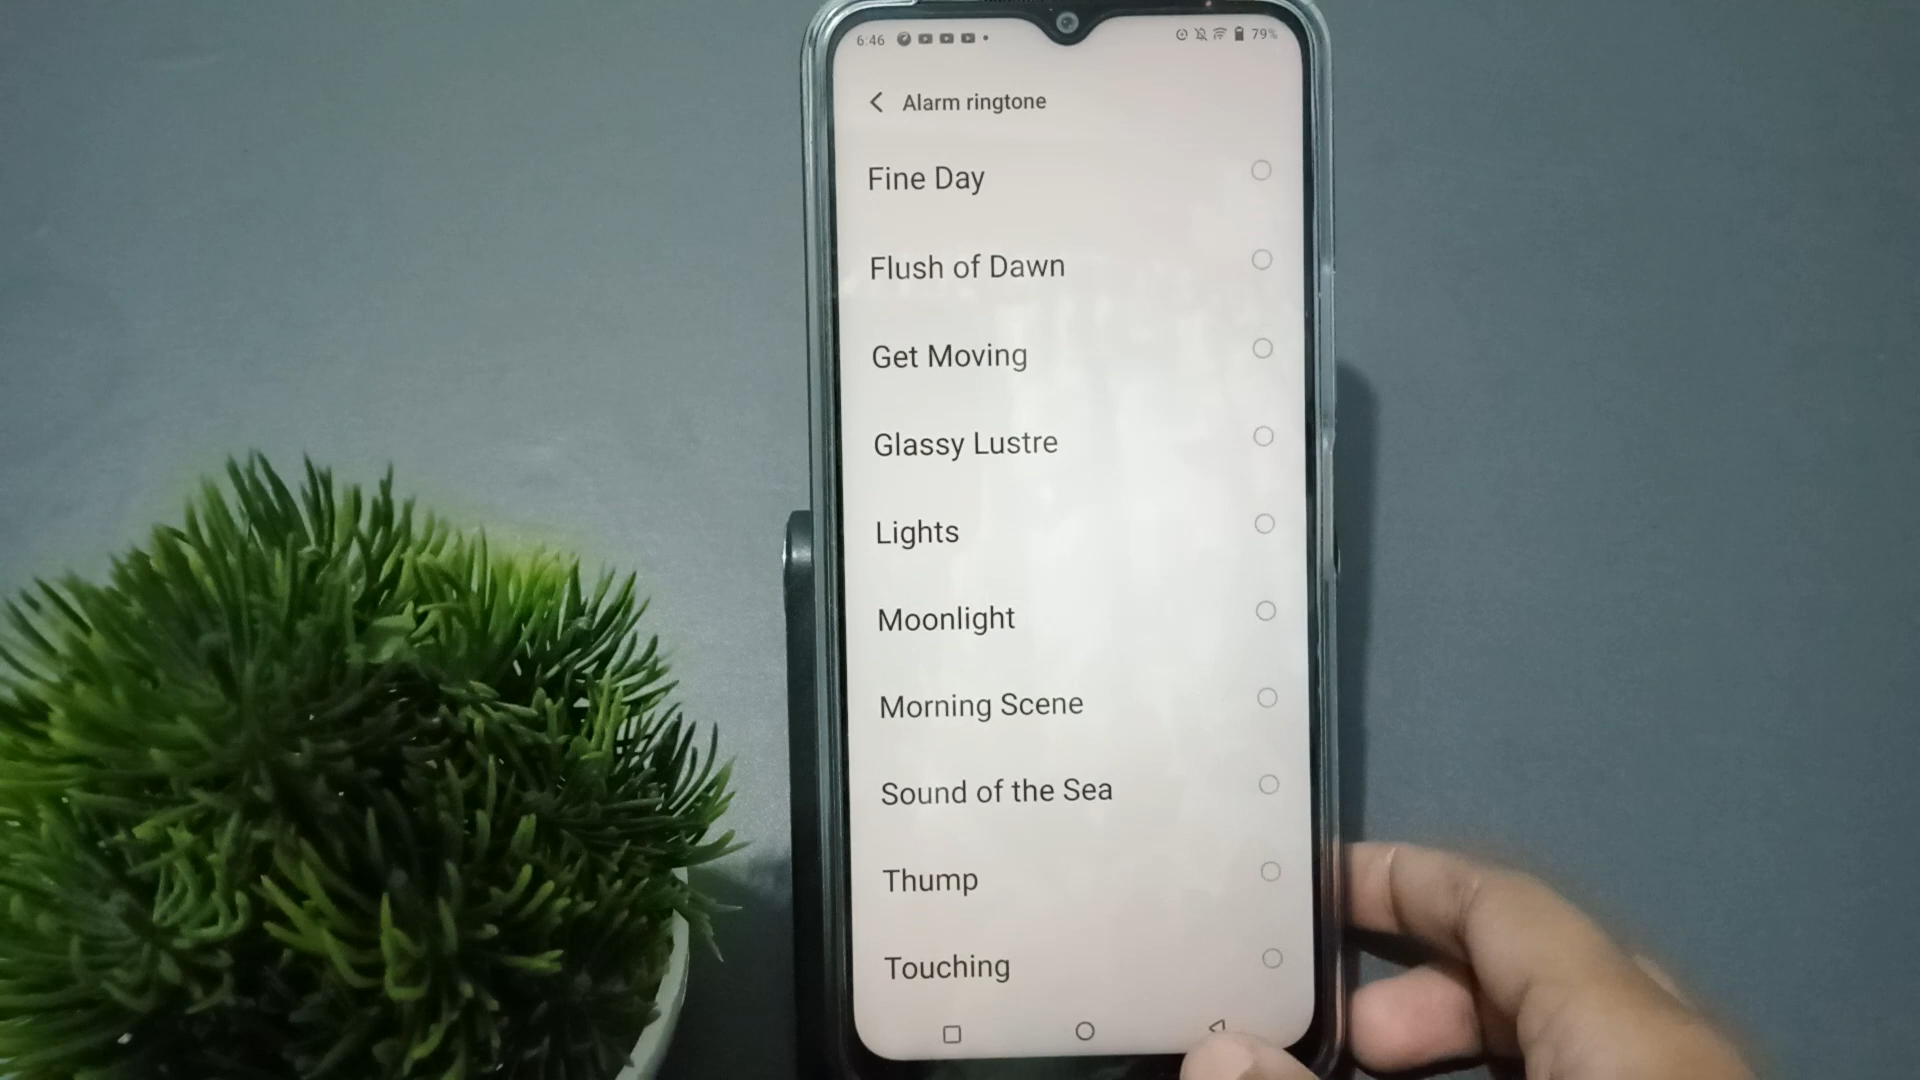 6:46 79%
Alarm ringtone
Fine Day
Flush of Dawn
Get Moving
Glassy Lustre
Lights
Moonlight
Morning Scene
Sound of the Sea
Thump
Touching